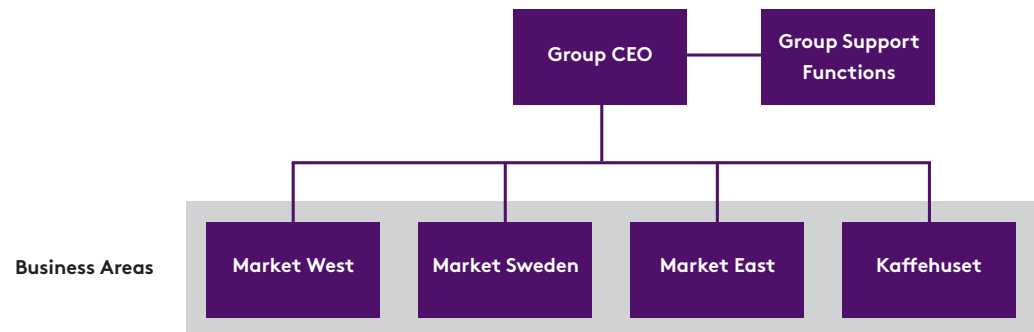 Group CEO
Group Support
Functions
Business Areas
Market West
Market Sweden
Market East
Kaffehuset